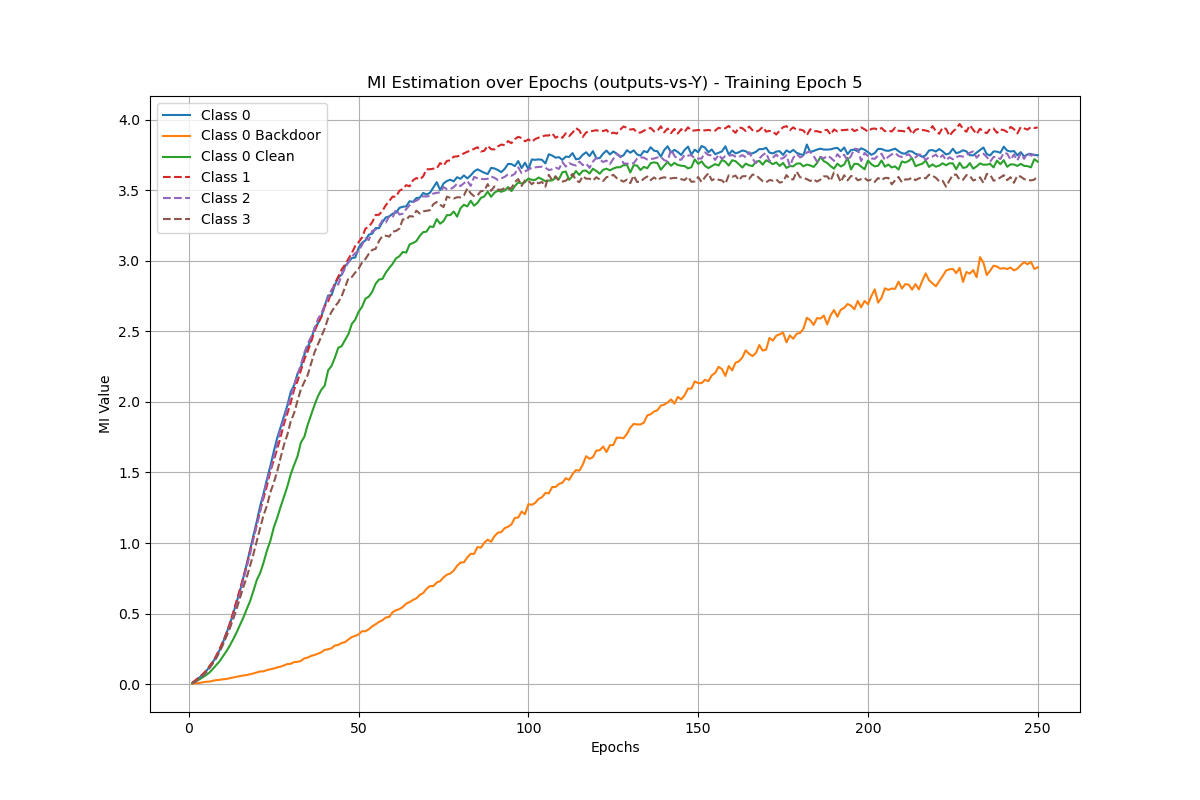 MI Estimation over Epochs (outputs-vs-Y) - Training Epoch 5
Class 0
Class 0 Backdoor
Class 0 Clean
Class 1
Class 2
Class 3
MI Value
4.0
3.5
3.0
2.5
2.0
1.5
1.0
0.5
0.0
0 50 100 150 200 250
Epochs